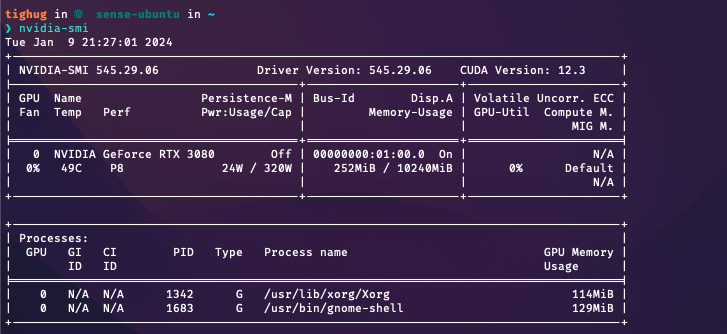 tighug in 🌐 sense-ubuntu in ~
❯ nvidia-smi
Tue Jan  9 21:27:01 2024
+---------------------------------------------------------------------------------------+
| NVIDIA-SMI 545.29.06              Driver Version: 545.29.06    CUDA Version: 12.3     |
|-----------------------------------------+----------------------+----------------------+
| GPU  Name                 Persistence-M | Bus-Id        Disp.A | Volatile Uncorr. ECC |
| Fan  Temp   Perf          Pwr:Usage/Cap |         Memory-Usage | GPU-Util  Compute M. |
|                                         |                      |               MIG M. |
|=========================================+======================+======================|
|   0  NVIDIA GeForce RTX 3080        Off | 00000000:01:00.0  On |                  N/A |
|  0%   49C    P8              24W / 320W |    252MiB / 10240MiB |      0%      Default |
|                                         |                      |                  N/A |
+-----------------------------------------+----------------------+----------------------+
+---------------------------------------------------------------------------------------+
| Processes:                                                                            |
|  GPU   GI   CI        PID   Type   Process name                            GPU Memory |
|        ID   ID                                                             Usage      |
|=======================================================================================|
|    0   N/A  N/A      1342      G   /usr/lib/xorg/Xorg                          114MiB |
|    0   N/A  N/A      1683      G   /usr/bin/gnome-shell                        129MiB |
+---------------------------------------------------------------------------------------+